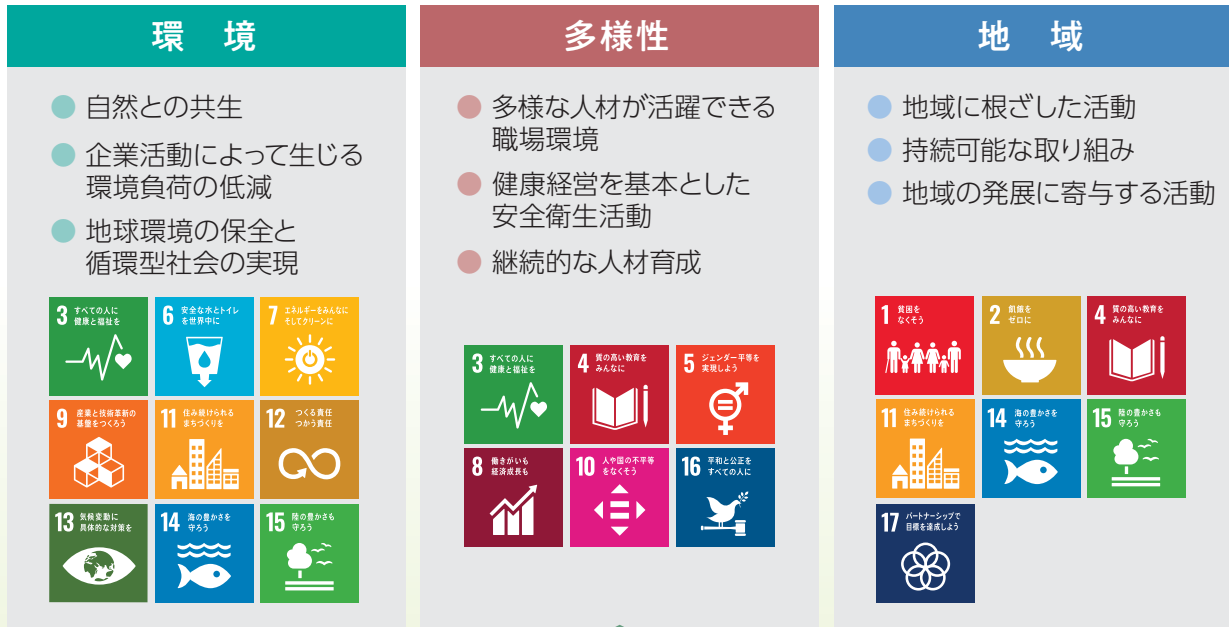 環 境
● 自然との共生
● 企業活動によって生じる
環境負荷の低減
● 地球環境の保全と
循環型社会の実現
3 すべての人に
健康と福祉を
6 安全な水とトイレ
を世界中に
7 エネルギーをみんなに
そしてクリーンに
9 産業と技術革新の
基盤をつくろう
11 住み続けられる
まちづくりを
12 つくる責任
つかう責任
13 気候変動に
具体的な対策を
14 海の豊かさを
守ろう
15 陸の豊かさも
守ろう
多様性
● 多様な人材が活躍できる
職場環境
● 健康経営を基本とした
安全衛生活動
● 継続的な人材育成
3 すべての人に
健康と福祉を
4 質の高い教育を
みんなに
5 ジェンダー平等を
実現しよう
8 働きがいも
経済成長も
10 人や国の不平等
をなくそう
16 平和と公正を
すべての人に
地 域
● 地域に根ざした活動
● 持続可能な取り組み
● 地域の発展に寄与する活動
1 貧困を
なくそう
2 飢餓を
ゼロに
4 質の高い教育を
みんなに
11 住み続けられる
まちづくりを
14 海の豊かさを
守ろう
15 陸の豊かさも
守ろう
17 パートナーシップで
目標を達成しよう